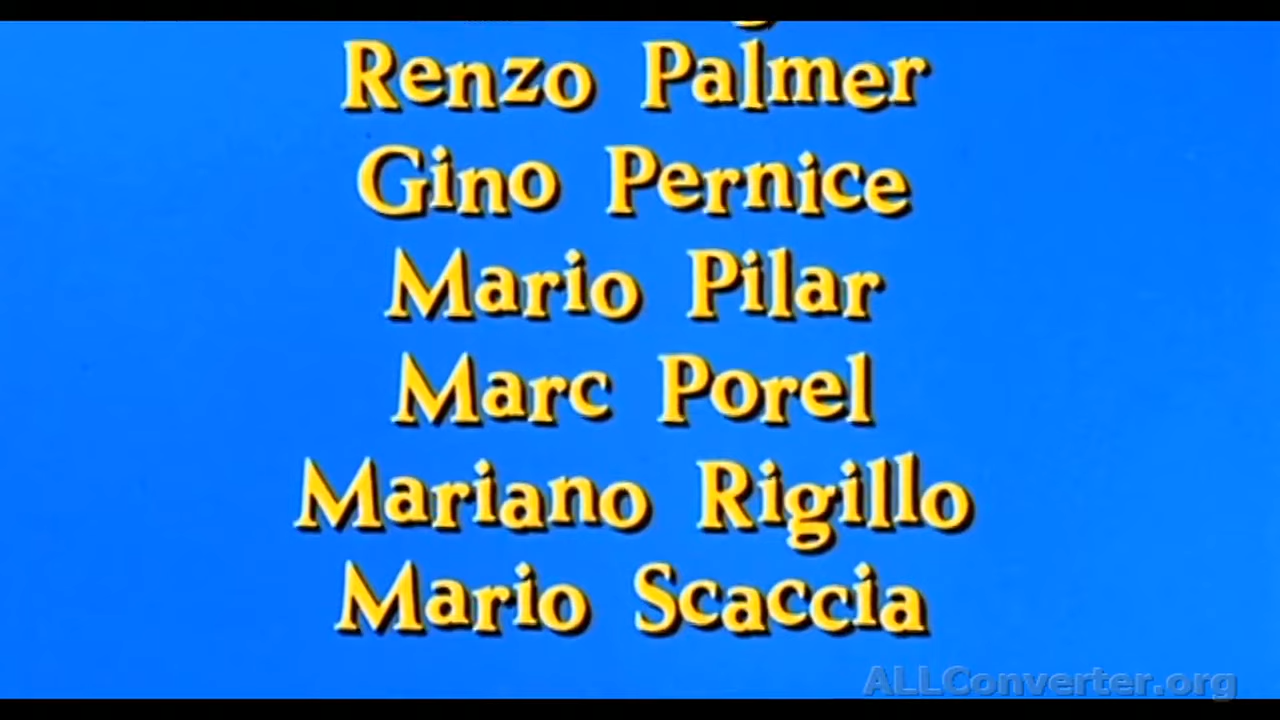 Renzo Palmer
Gino Pernice
Mario Pilar
Marc Porel
Mariano Rigillo
Mario Scaccia
ALLConverter.org